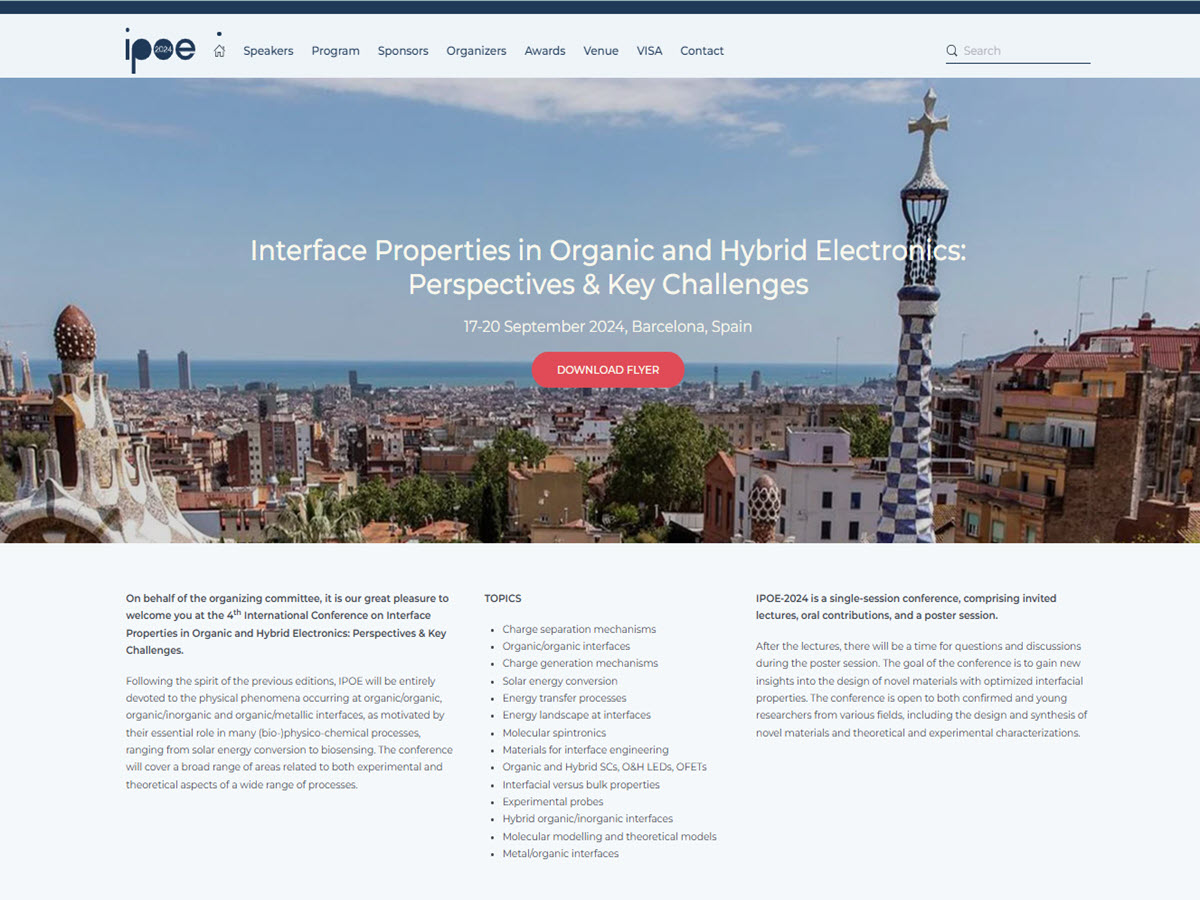 ipoe 2024
Speakers Program Sponsors Organizers Awards Venue VISA Contact
Search
Interface Properties in Organic and Hybrid Electronics:
Perspectives & Key Challenges
17-20 September 2024, Barcelona, Spain
DOWNLOAD FLYER
On behalf of the organizing committee, it is our great pleasure to
welcome you at the 4th International Conference on Interface
Properties in Organic and Hybrid Electronics: Perspectives & Key
Challenges.
Following the spirit of the previous editions, IPOE will be entirely
devoted to the physical phenomena occurring at organic/organic,
organic/inorganic and organic/metallic interfaces, as motivated by
their essential role in many (bio-)physico-chemical processes,
ranging from solar energy conversion to biosensing. The conference
will cover a broad range of areas related to both experimental and
theoretical aspects of a wide range of processes.
TOPICS
• Charge separation mechanisms
• Organic/organic interfaces
• Charge generation mechanisms
• Solar energy conversion
• Energy transfer processes
• Energy landscape at interfaces
• Molecular spintronics
• Materials for interface engineering
• Organic and Hybrid SCs, O&H LEDs, OFETs
• Interfacial versus bulk properties
• Experimental probes
• Hybrid organic/inorganic interfaces
• Molecular modelling and theoretical models
• Metal/organic interfaces
IPOE-2024 is a single-session conference, comprising invited
lectures, oral contributions, and a poster session.
After the lectures, there will be a time for questions and discussions
during the poster session. The goal of the conference is to gain new
insights into the design of novel materials with optimized interfacial
properties. The conference is open to both confirmed and young
researchers from various fields, including the design and synthesis of
novel materials and theoretical and experimental characterizations.